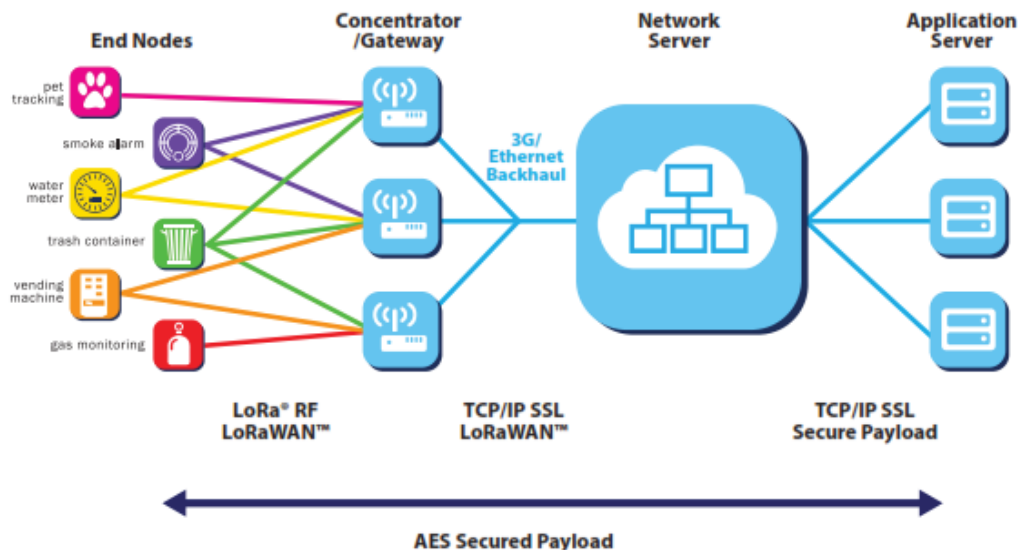 End Nodes
Concentrator
/Gateway
Network
Server
Application
Server
pet
tracking
smoke alarm
water
meter
trash container
vending
machine
gas monitoring
3G/
Ethernet
Backhaul
LoRa® RF
LoRaWAN™
TCP/IP SSL
LoRaWAN™
TCP/IP SSL
Secure Payload
AES Secured Payload